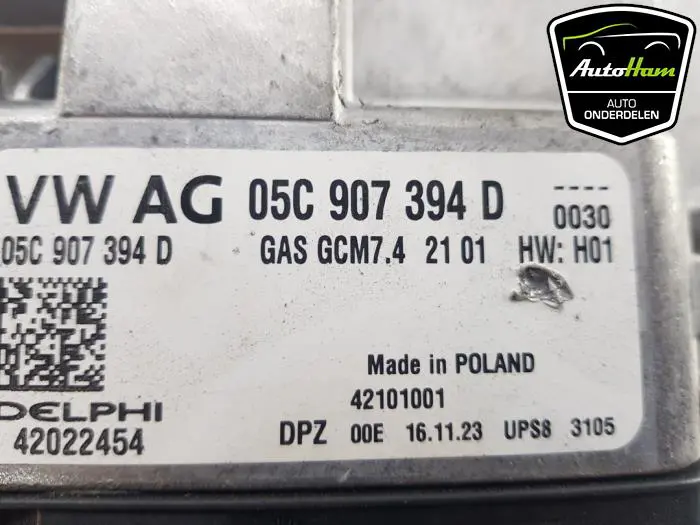 AutoHam
AUTO
ONDERDELEN
VW AG 05C 907 394 D
----
0030
05C 907 394 D GAS GCM7.4 21 01 HW: H01
Made in POLAND
42101001
DELPHI
42022454
DPZ 00E 16.11.23 UPS8 3105